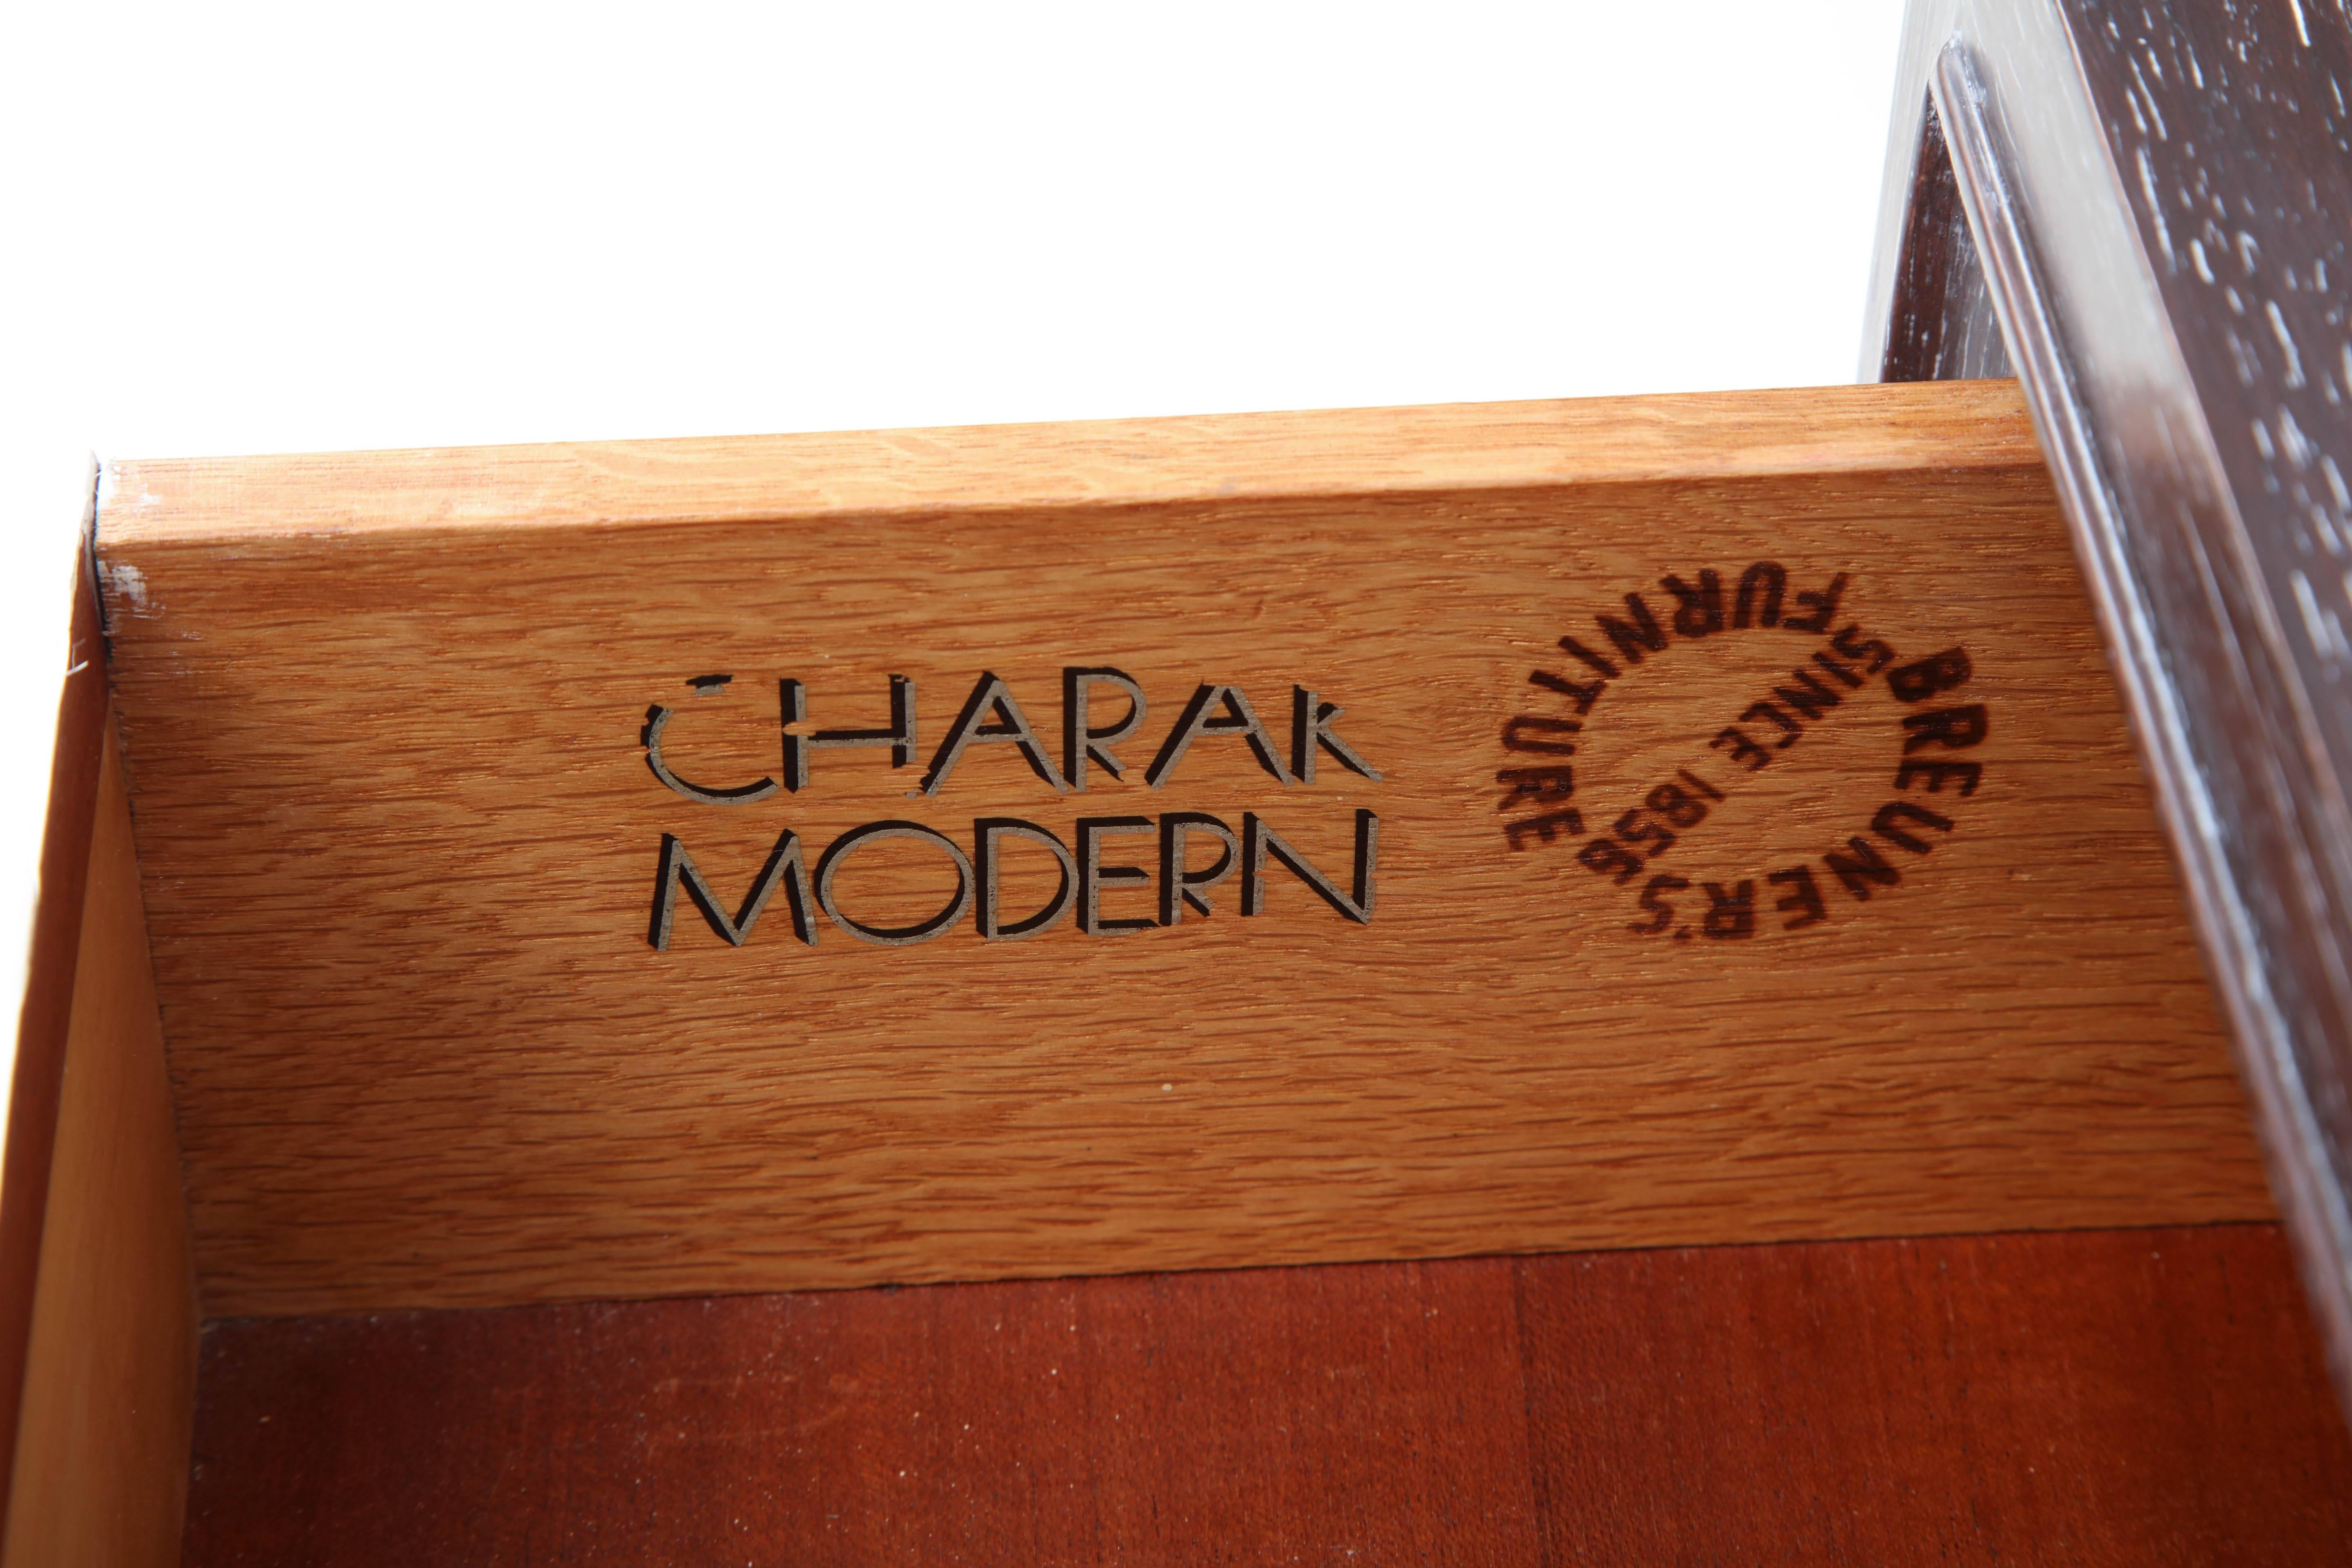 CHARAK
MODERN
BREUNER'S
FURNITURE
SINCE 1856